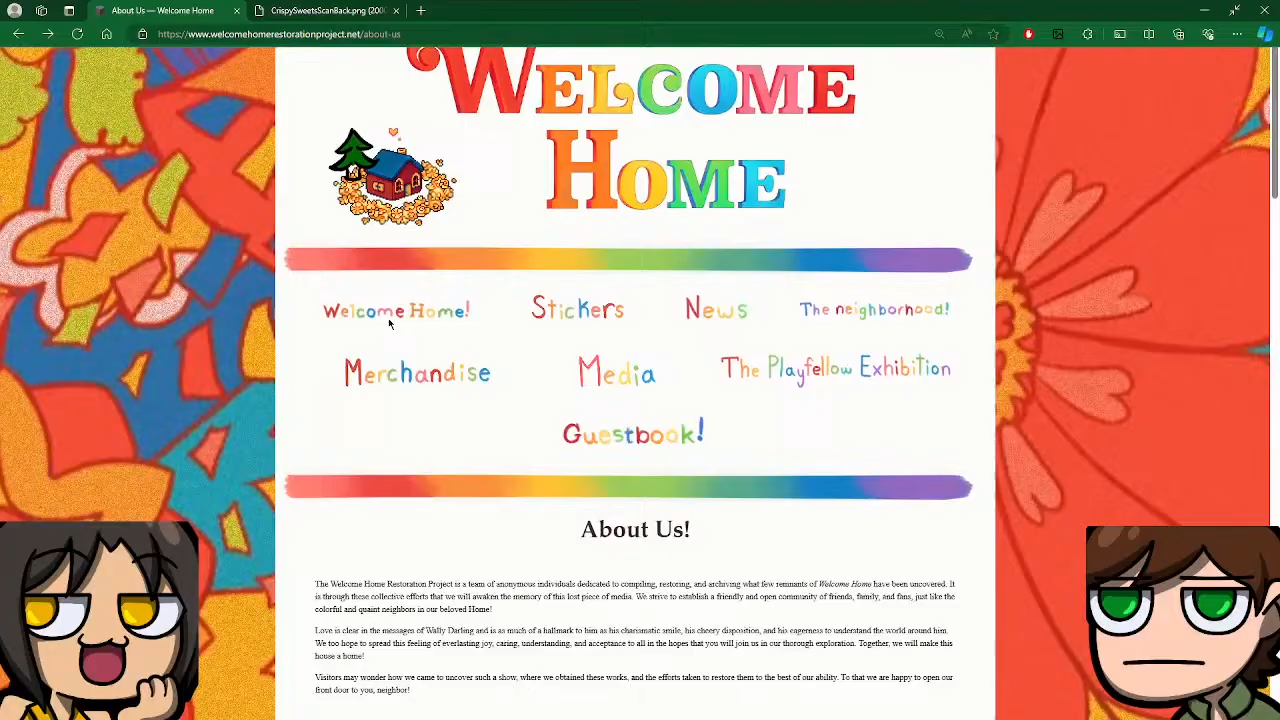 About Us — Welcome Home
CrispySweetsScanBack.png (200
https://www.welcomehomerestorationproject.net/about-us
WELCOME
HOME
Welcome Home! Stickers News The neighborhood!
Merchandise Media The Playfellow Exhibition
Guestbook!
About Us!
The Welcome Home Restoration Project is a team of anonymous individuals dedicated to compiling, restoring, and archiving what few remnants of Welcome Home have been uncovered. It
is through these collective efforts that we will awaken the memory of this lost piece of media. We strive to establish a friendly and open community of friends, family, and fans, just like the
colorful and quaint neighbors in our beloved Home!
Love is clear in the messages of Wally Darling and is as much of a hallmark to him as his charismatic smile, his cheery disposition, and his eagerness to understand the world around him.
We too hope to spread this feeling of everlasting joy, caring, understanding, and acceptance to all in the hopes that you will join us in our thorough exploration. Together, we will make this
house a home!
Visitors may wonder how we came to uncover such a show, where we obtained these works, and the efforts taken to restore them to the best of our ability. To that we are happy to open our
front door to you, neighbor!